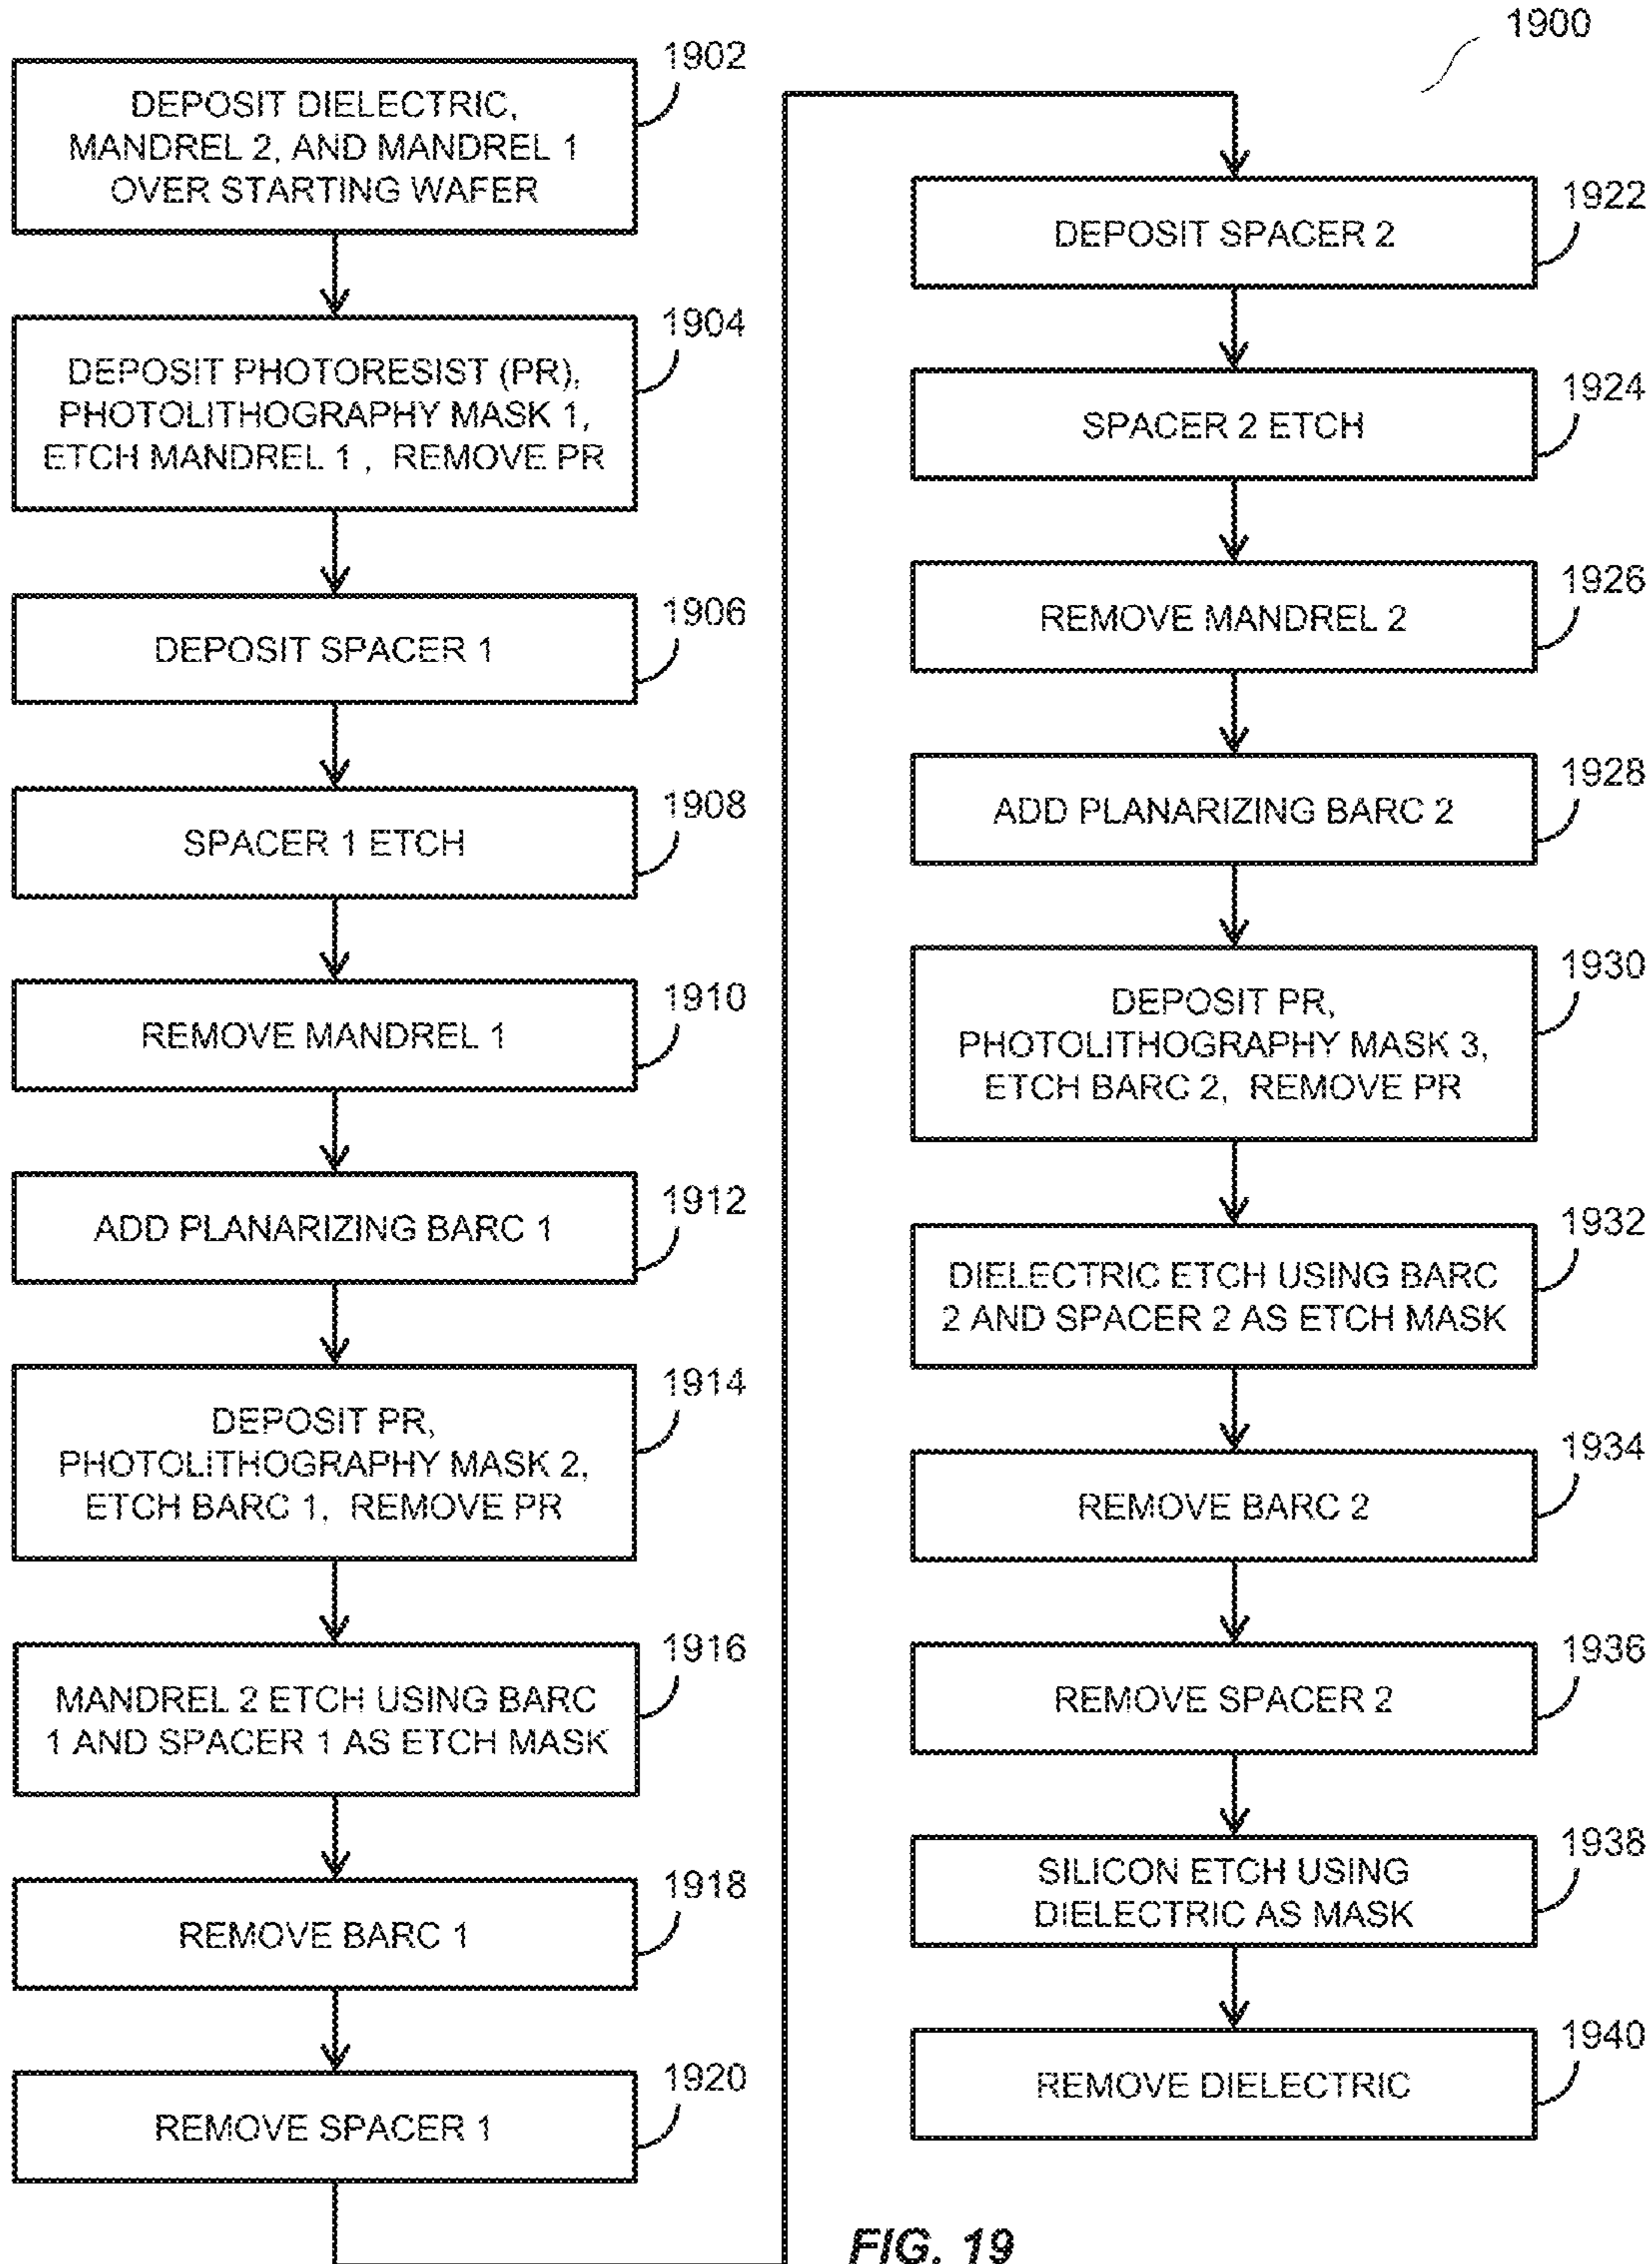 1900
1902
DEPOSIT DIELECTRIC,
MANDREL 2, AND MANDREL 1
OVER STARTING WAFER
1904
DEPOSIT PHOTORESIST (PR),
PHOTOLITHOGRAPHY MASK 1,
ETCH MANDREL 1 , REMOVE PR
1906
DEPOSIT SPACER 1
1908
SPACER 1 ETCH
1910
REMOVE MANDREL 1
1912
ADD PLANARIZING BARC 1
1914
DEPOSIT PR,
PHOTOLITHOGRAPHY MASK 2,
ETCH BARC 1, REMOVE PR
1916
MANDREL 2 ETCH USING BARC
1 AND SPACER 1 AS ETCH MASK
1918
REMOVE BARC 1
1920
REMOVE SPACER 1
1922
DEPOSIT SPACER 2
1924
SPACER 2 ETCH
1926
REMOVE MANDREL 2
1928
ADD PLANARIZING BARC 2
1930
DEPOSIT PR,
PHOTOLITHOGRAPHY MASK 3,
ETCH BARC 2, REMOVE PR
1932
DIELECTRIC ETCH USING BARC
2 AND SPACER 2 AS ETCH MASK
1934
REMOVE BARC 2
1936
REMOVE SPACER 2
1938
SILICON ETCH USING
DIELECTRIC AS MASK
1940
REMOVE DIELECTRIC
FIG. 19